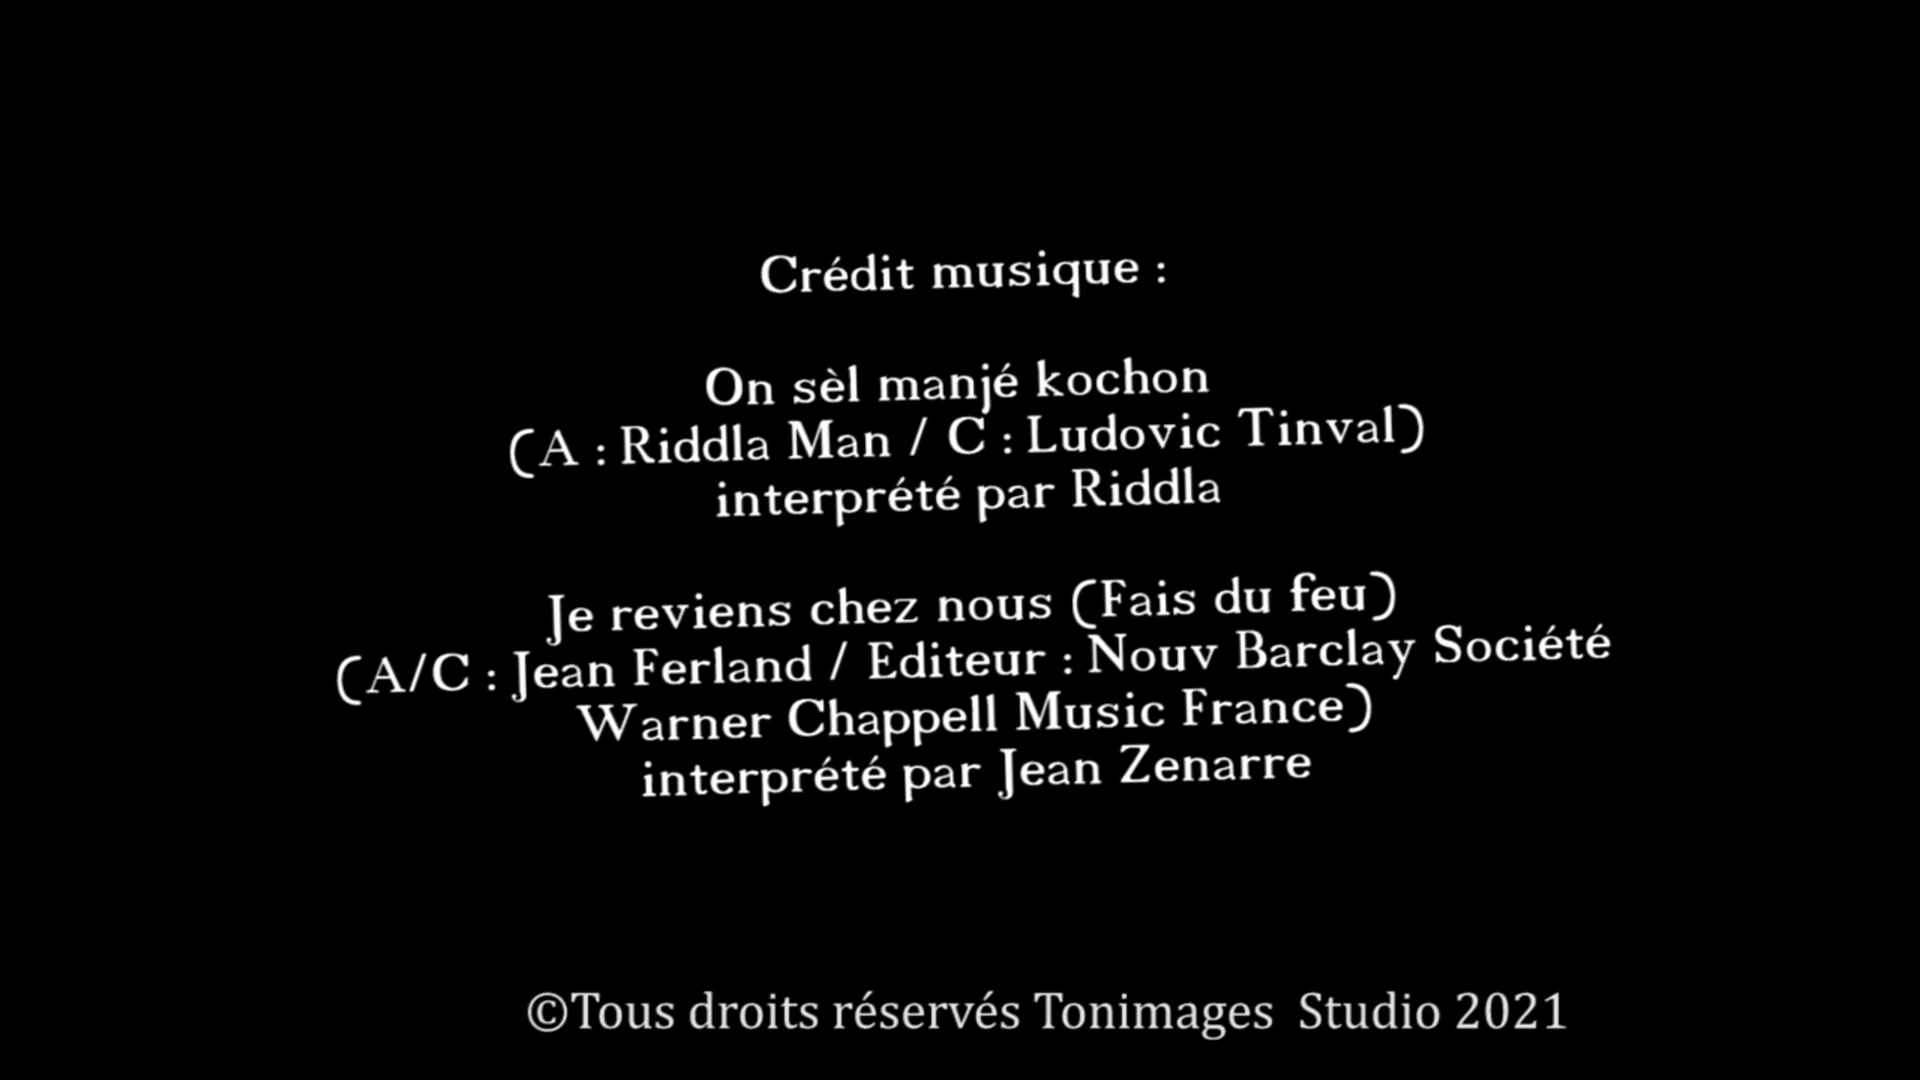 Crédit musique :
On sèl manjé kochon
(A : Riddla Man / C : Ludovic Tinval)
interprété par Riddla
Je reviens chez nous (Fais du feu)
(A/C : Jean Ferland / Editeur : Nouv Barclay Société
Warner Chappell Music France)
interprété par Jean Zenarre
©Tous droits réservés Tonimages Studio 2021